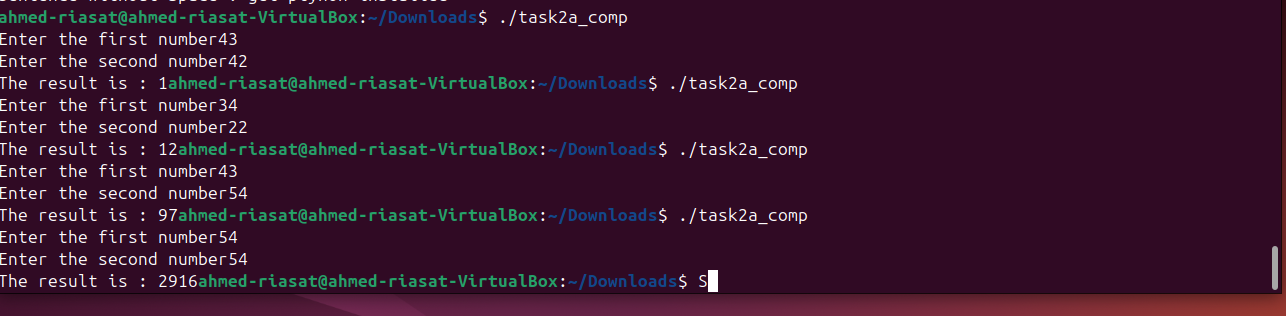 ahmed-riasat@ahmed-riasat-VirtualBox:~/Downloads$ ./task2a_comp
Enter the first number43
Enter the second number42
The result is : 1ahmed-riasat@ahmed-riasat-VirtualBox:~/Downloads$ ./task2a_comp
Enter the first number34
Enter the second number22
The result is : 12ahmed-riasat@ahmed-riasat-VirtualBox:~/Downloads$ ./task2a_comp
Enter the first number43
Enter the second number54
The result is : 97ahmed-riasat@ahmed-riasat-VirtualBox:~/Downloads$ ./task2a_comp
Enter the first number54
Enter the second number54
The result is : 2916ahmed-riasat@ahmed-riasat-VirtualBox:~/Downloads$ S